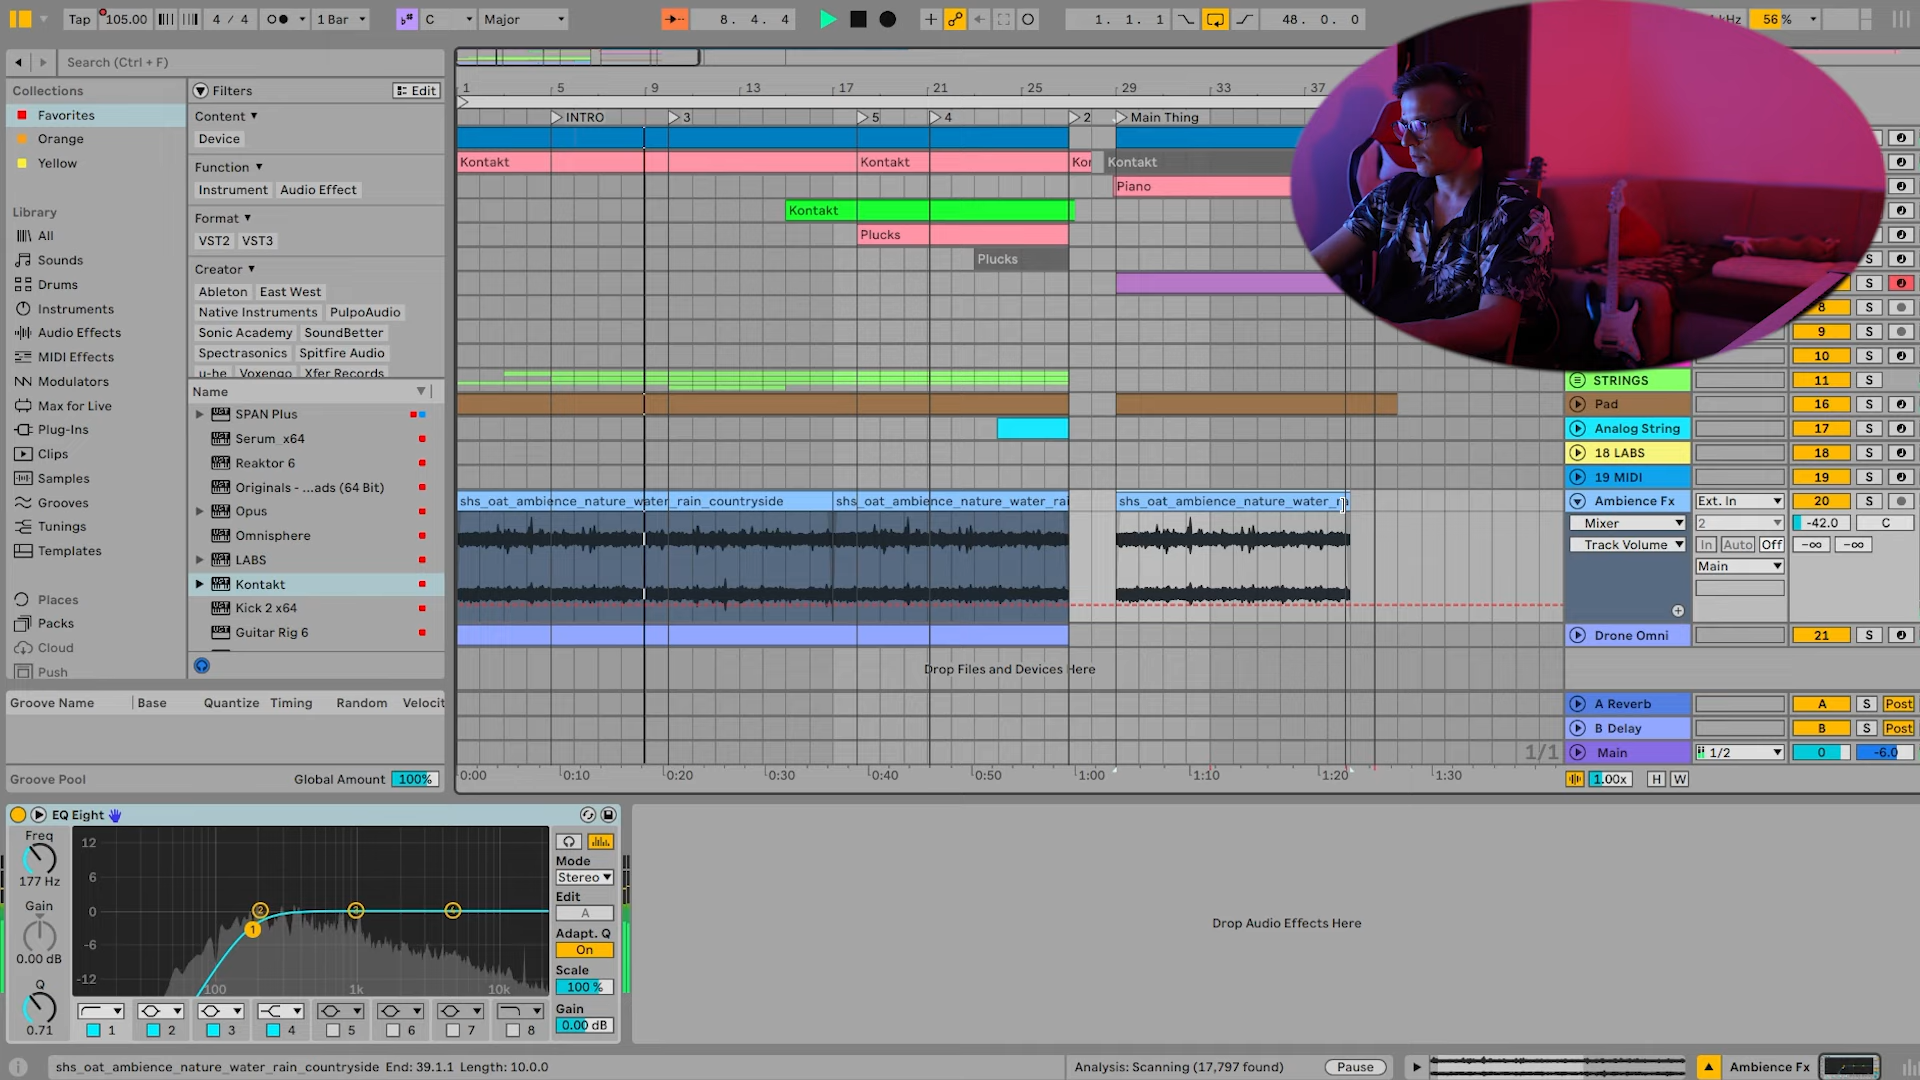 Tap 105.00 4 / 4 1 Bar C Major 8. 4. 4 1. 1. 1 48. 0. 0 kHz 56 %
Search (Ctrl + F)
Collections
Favorites
Orange
Yellow
Library
All
Sounds
Drums
Instruments
Audio Effects
MIDI Effects
Modulators
Max for Live
Plug-Ins
Clips
Samples
Grooves
Tunings
Templates
Places
Packs
Cloud
Push
Filters Edit
Content
Device
Function
Instrument Audio Effect
Format
VST2 VST3
Creator
Ableton East West
Native Instruments PulpoAudio
Sonic Academy SoundBetter
Spectrasonics Spitfire Audio
u-he Voxengo Xfer Records
Name
SPAN Plus
Serum_x64
Reaktor 6
Originals - ...ads (64 Bit)
Opus
Omnisphere
LABS
Kontakt
Kick 2 x64
Guitar Rig 6
Groove Name Base Quantize Timing Random Velocit
Groove Pool Global Amount 100%
1 5 9 13 17 21 25 29 33 37
INTRO 3 5 4 2 Main Thing
Kontakt Kontakt Kor Kontakt
Piano
Kontakt
Plucks
Plucks
shs_oat_ambience_nature_water_rain_countryside shs_oat_ambience_nature_water_rai shs_oat_ambience_nature_water_ra
Drop Files and Devices Here
1/1
0:00 0:10 0:20 0:30 0:40 0:50 1:00 1:10 1:20 1:30
S
S
8 S
9 S
10 S
STRINGS 11 S
Pad 16 S
Analog String 17 S
18 LABS 18 S
19 MIDI 19 S
Ambience Fx Ext. In 20 S
Mixer 2 -42.0 C
Track Volume In Auto Off -∞ -∞
Main
Drone Omni 21 S
A Reverb A S Post
B Delay B S Post
Main 1/2 0 -6.0
1.00x H W
EQ Eight
Freq
177 Hz
Gain
0.00 dB
Q
0.71
12
6
0
-6
-12
100 1k 10k
1 2 3 4
1 2 3 4 5 6 7 8
Mode
Stereo
Edit
A
Adapt. Q
On
Scale
100 %
Gain
0.00 dB
Drop Audio Effects Here
shs_oat_ambience_nature_water_rain_countryside End: 39.1.1 Length: 10.0.0
Analysis: Scanning (17,797 found) Pause Ambience Fx